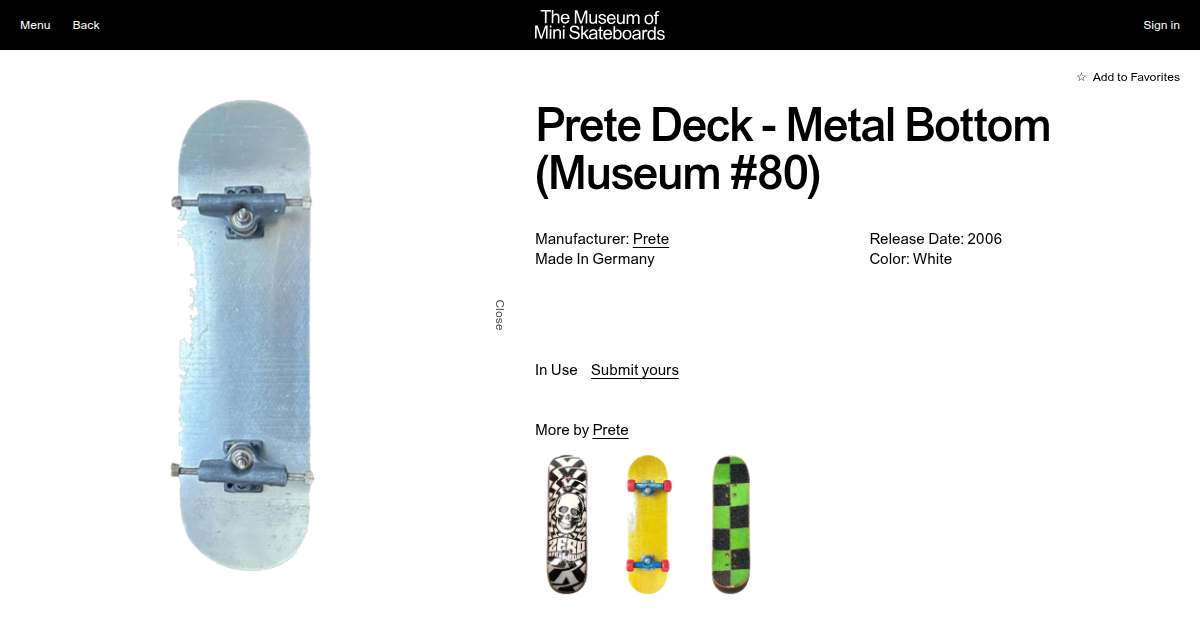 Menu
Back
The Museum of
Mini Skateboards
Sign in
☆ Add to Favorites
Prete Deck - Metal Bottom
(Museum #80)
Manufacturer: Prete
Made In Germany
Release Date: 2006
Color: White
Close
In Use
Submit yours
More by Prete
ZERO